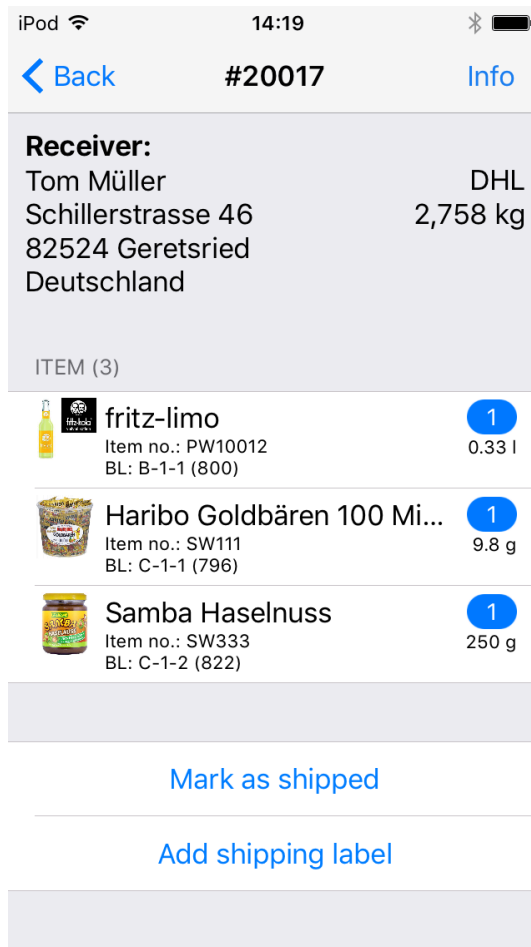 iPod 14:19
Back #20017 Info
Receiver:
Tom Müller DHL
Schillerstrasse 46 2,758 kg
82524 Geretsried
Deutschland
ITEM (3)
fritz-kola
fritz-limo 1
Item no.: PW10012 0.33 l
BL: B-1-1 (800)
Haribo Goldbären 100 Mi... 1
Item no.: SW111 9.8 g
BL: C-1-1 (796)
Samba
Samba Haselnuss 1
Item no.: SW333 250 g
BL: C-1-2 (822)
Mark as shipped
Add shipping label